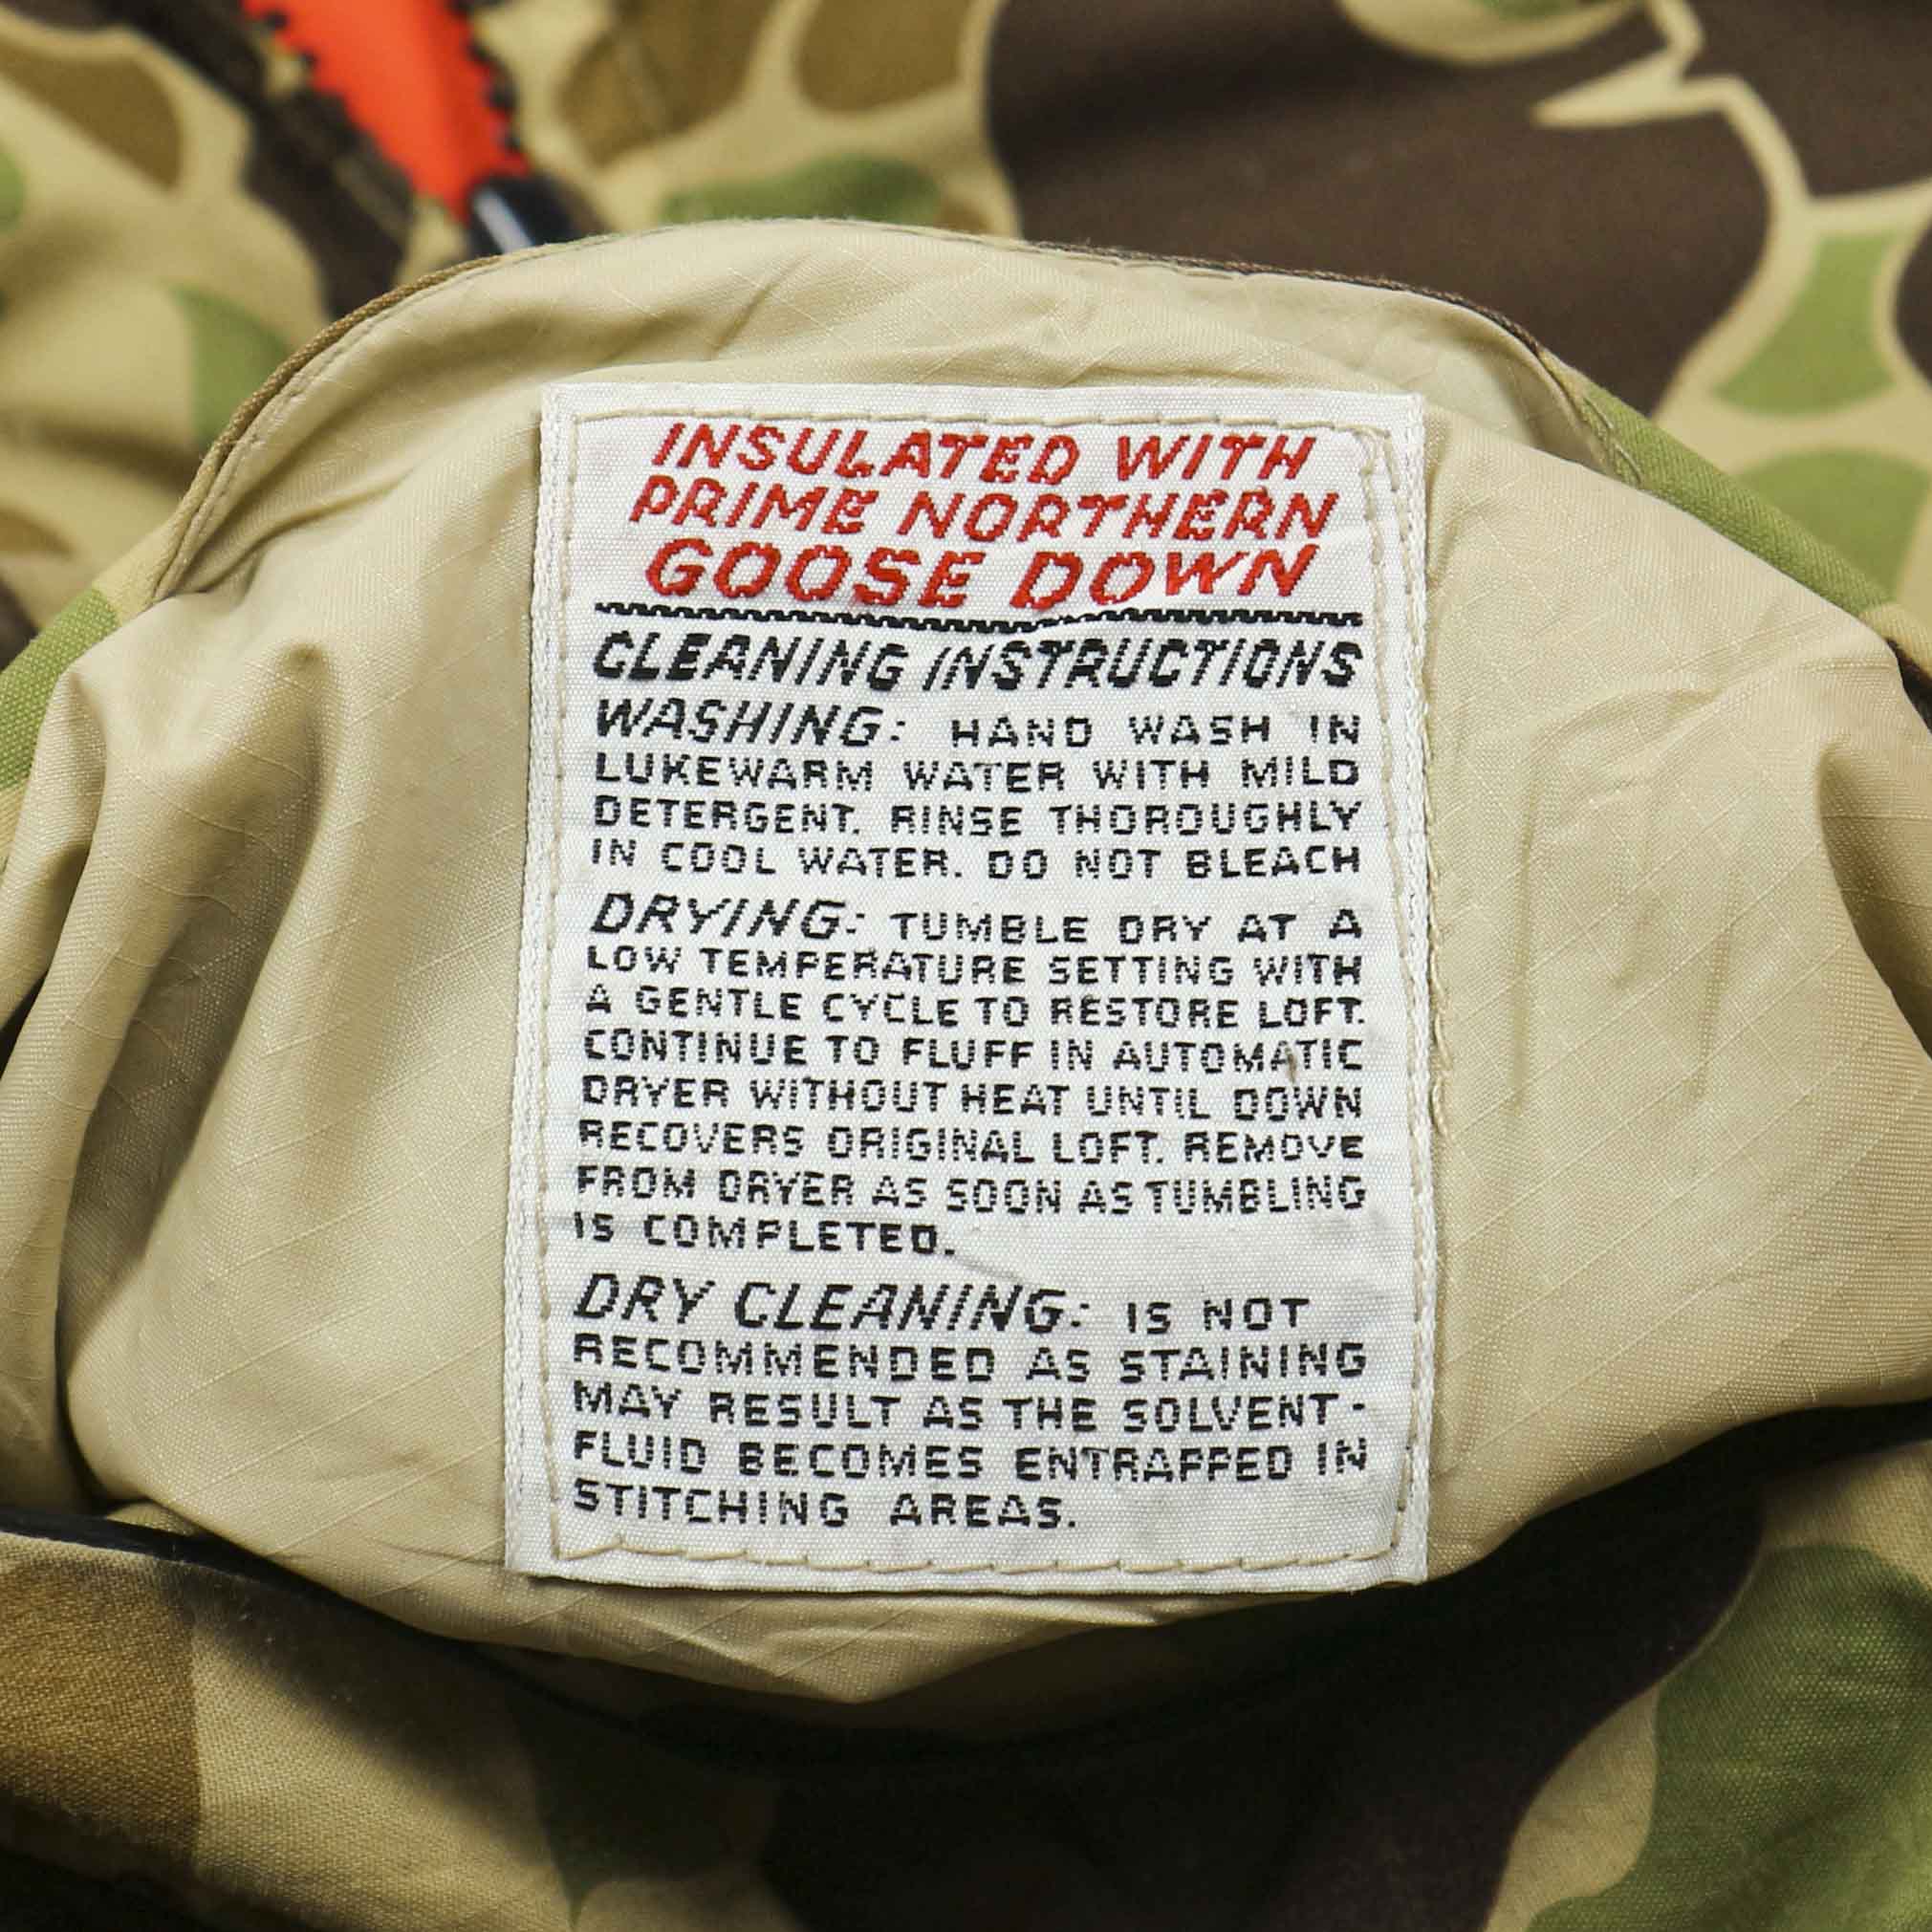 INSULATED WITH
PRIME NORTHERN
GOOSE DOWN
CLEANING INSTRUCTIONS
WASHING: HAND WASH IN
LUKEWARM WATER WITH MILD
DETERGENT. RINSE THOROUGHLY
IN COOL WATER. DO NOT BLEACH
DRYING: TUMBLE DRY AT A
LOW TEMPERATURE SETTING WITH
A GENTLE CYCLE TO RESTORE LOFT.
CONTINUE TO FLUFF IN AUTOMATIC
DRYER WITHOUT HEAT UNTIL DOWN
RECOVERS ORIGINAL LOFT. REMOVE
FROM DRYER AS SOON AS TUMBLING
IS COMPLETED.
DRY CLEANING: IS NOT
RECOMMENDED AS STAINING
MAY RESULT AS THE SOLVENT-
FLUID BECOMES ENTRAPPED IN
STITCHING AREAS.